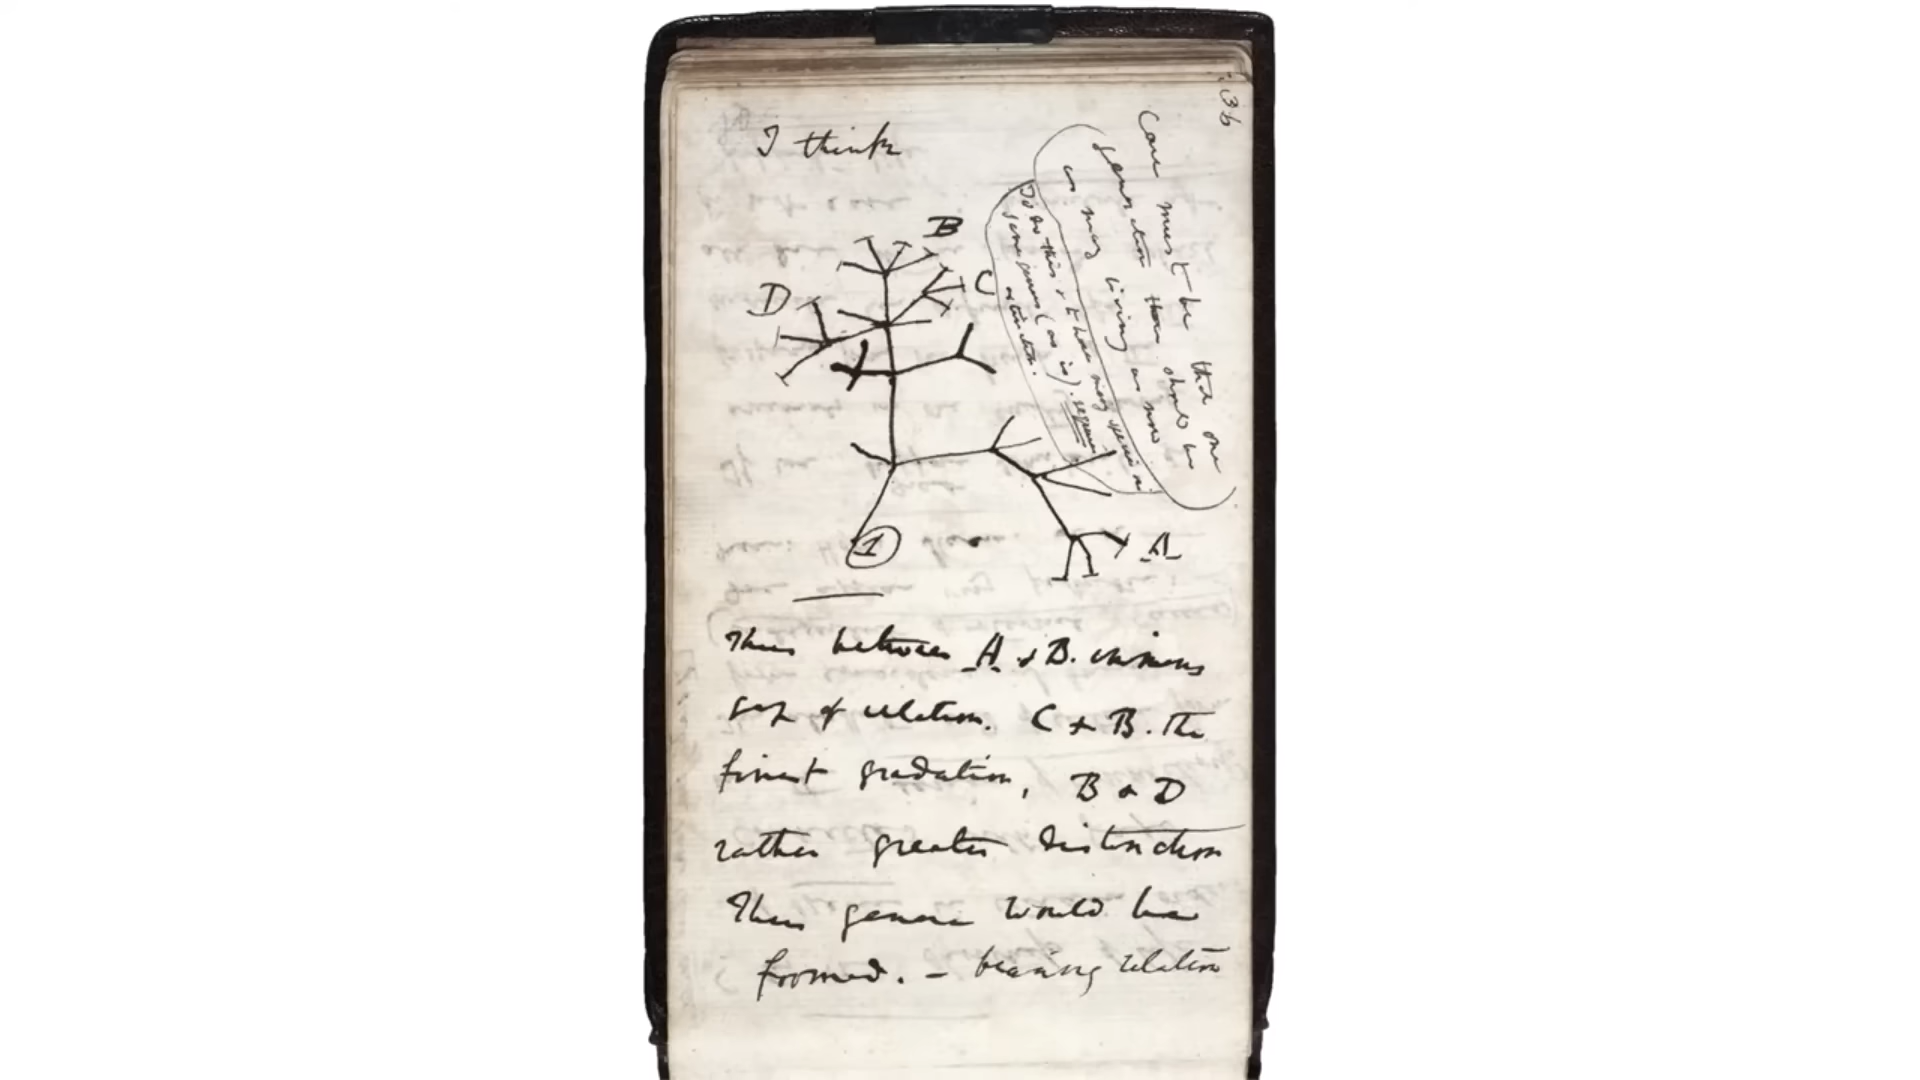 36
I think
Case must be that one
generation then should be
as many living as now
To do this & to have many species in
same genus (as is). requires
extinction.
B
C
D
1
A
Thus between A & B. immens
gap of relation. C & B. the
finest gradation, B & D
rather greater distinction
Thus genera would be
formed. — bearing relation